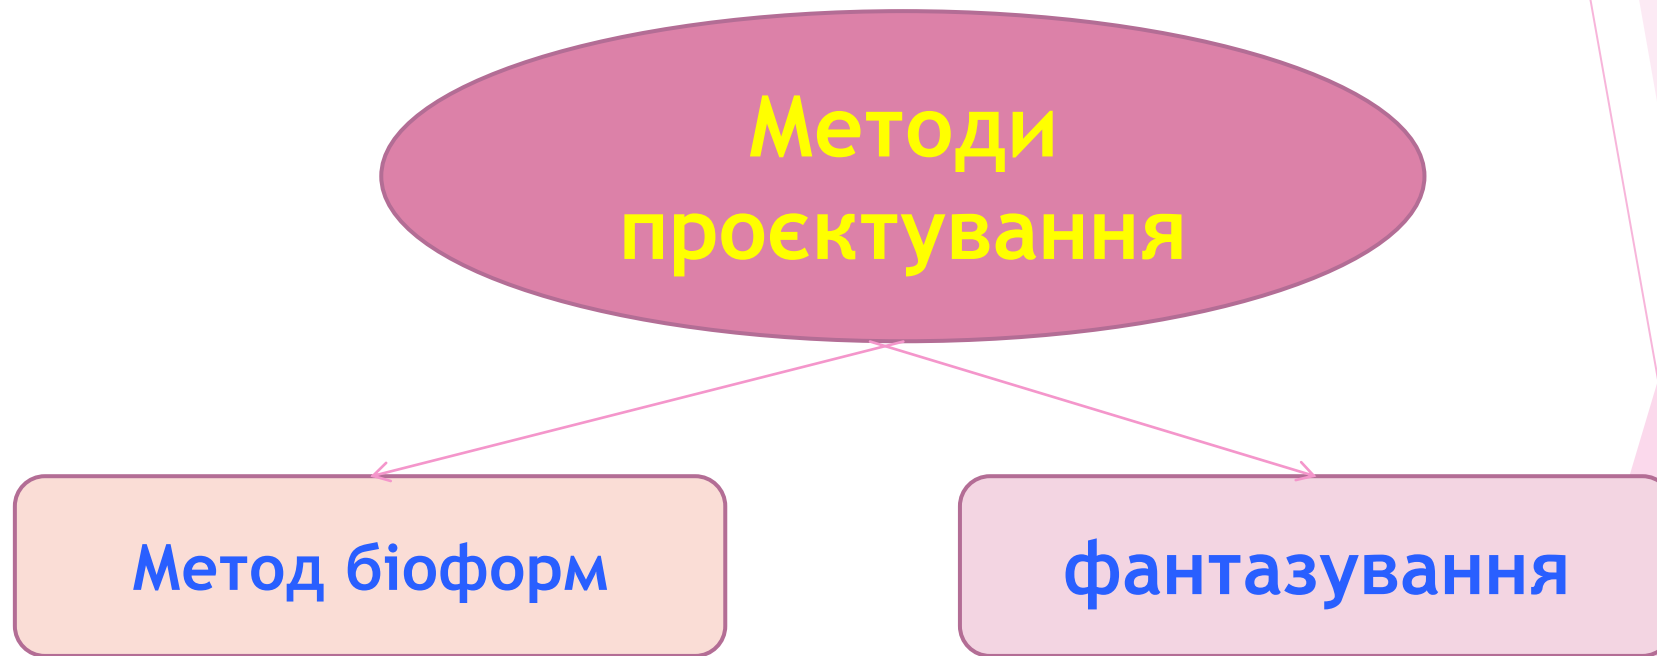 Методи
проєктування
Метод біоформ
фантазування